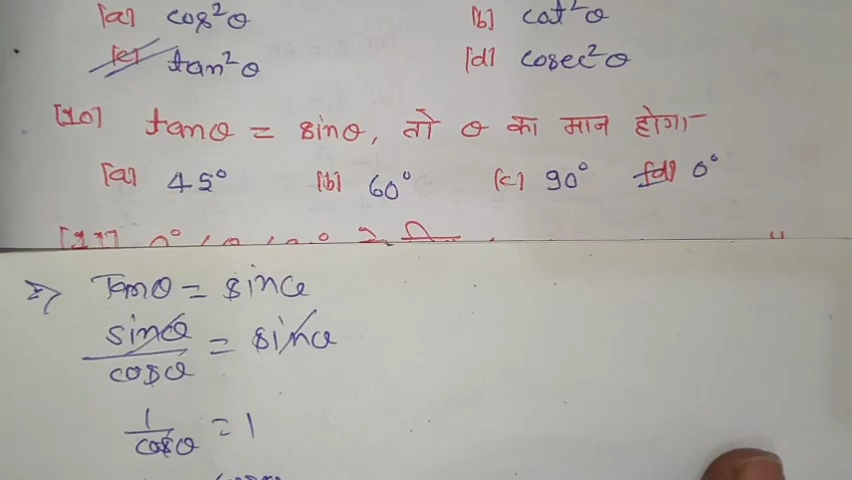 [a] cos²θ [b] cot²θ
[c] tan²θ [d] cosec²θ
[10] tanθ = sinθ, तो θ का मान होगा-
[a] 45° [b] 60° [c] 90° [d] 0°
⇒ Tanθ = sinθ
sinθ/cosθ = sinθ
1/cosθ = 1